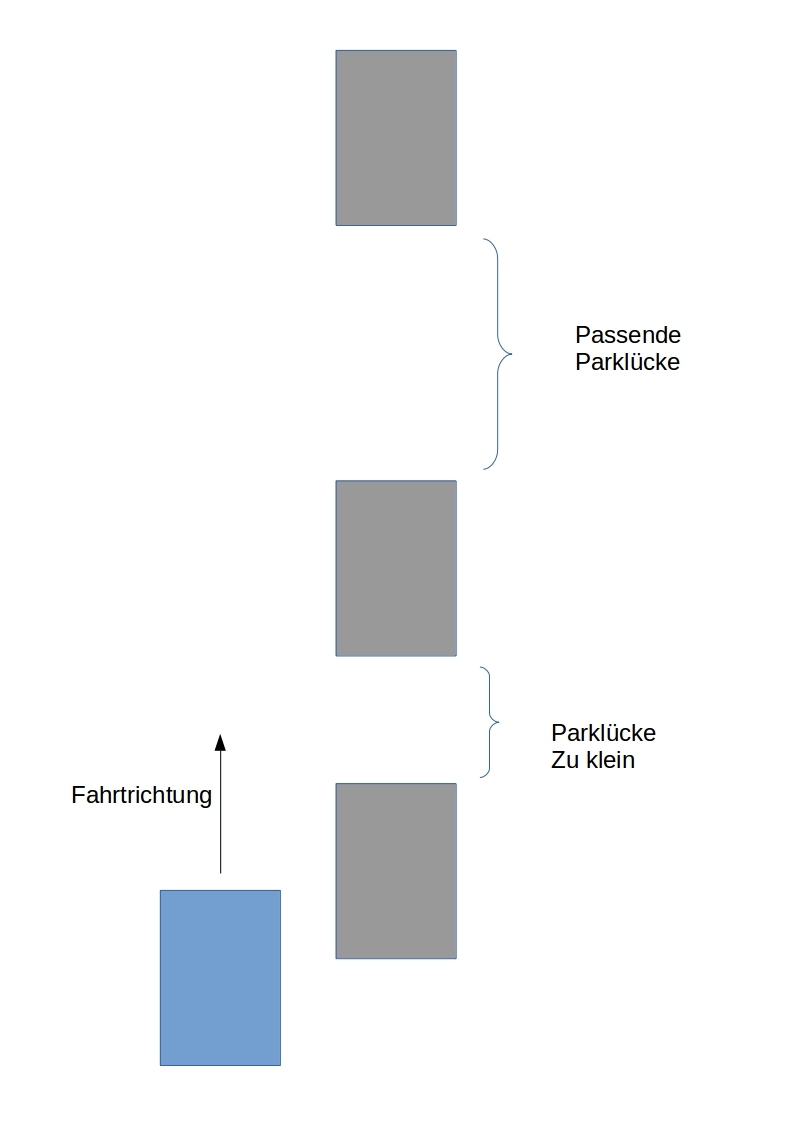 Passende
Parklücke
Parklücke
Zu klein
Fahrtrichtung